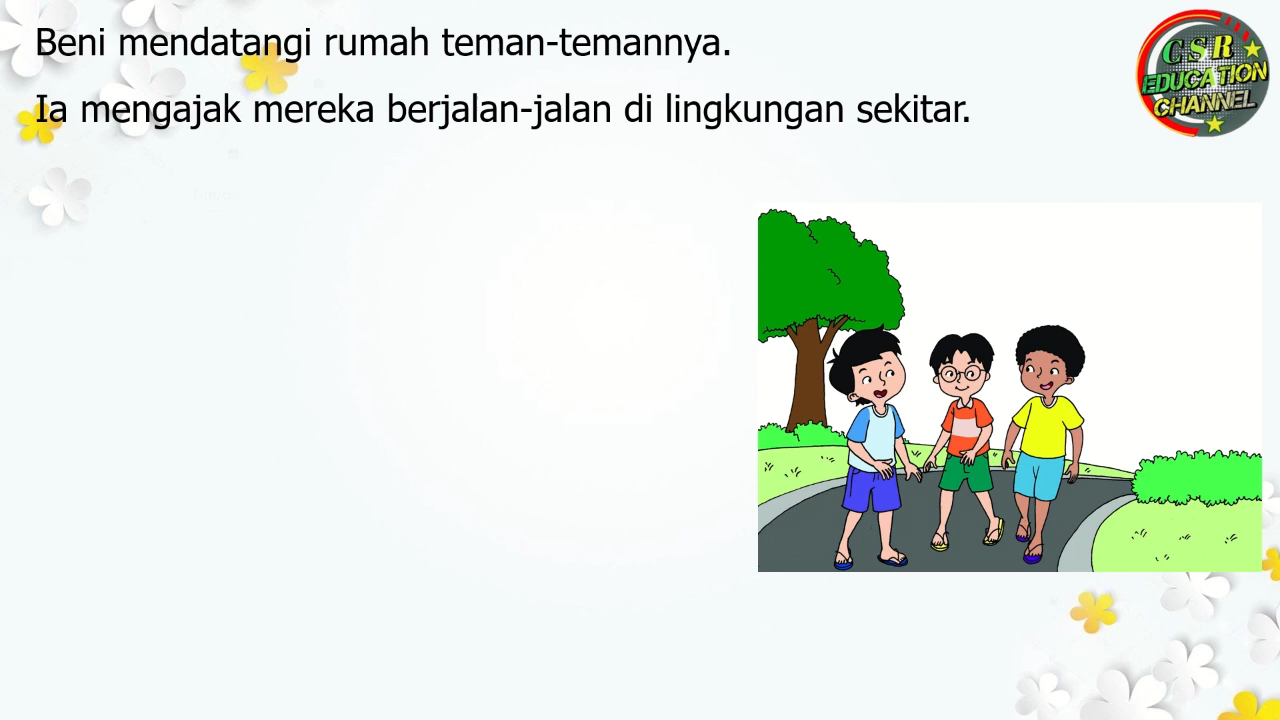 Beni mendatangi rumah teman-temannya.
Ia mengajak mereka berjalan-jalan di lingkungan sekitar.
CSR
EDUCATION
CHANNEL